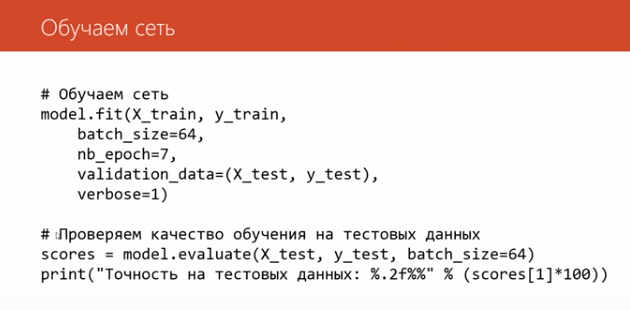 Обучаем сеть
# Обучаем сеть
model.fit(X_train, y_train,
batch_size=64,
nb_epoch=7,
validation_data=(X_test, y_test),
verbose=1)
# Проверяем качество обучения на тестовых данных
scores = model.evaluate(X_test, y_test, batch_size=64)
print("Точность на тестовых данных: %.2f%%" % (scores[1]*100))